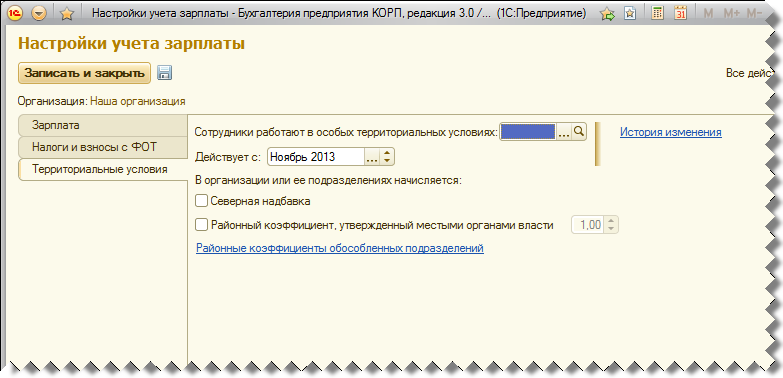 Настройки учета зарплаты - Бухгалтерия предприятия КОРП, редакция 3.0 /... (1С:Предприятие)
M M+ M-
Настройки учета зарплаты
Записать и закрыть
Все дейс
Организация: Наша организация
Зарплата
Налоги и взносы с ФОТ
Территориальные условия
Сотрудники работают в особых территориальных условиях: ...
История изменения
Действует с: Ноябрь 2013 ...
В организации или ее подразделениях начисляется:
Северная надбавка
Районный коэффициент, утвержденный местыми органами власти 1,00
Районные коэффициенты обособленных подразделений